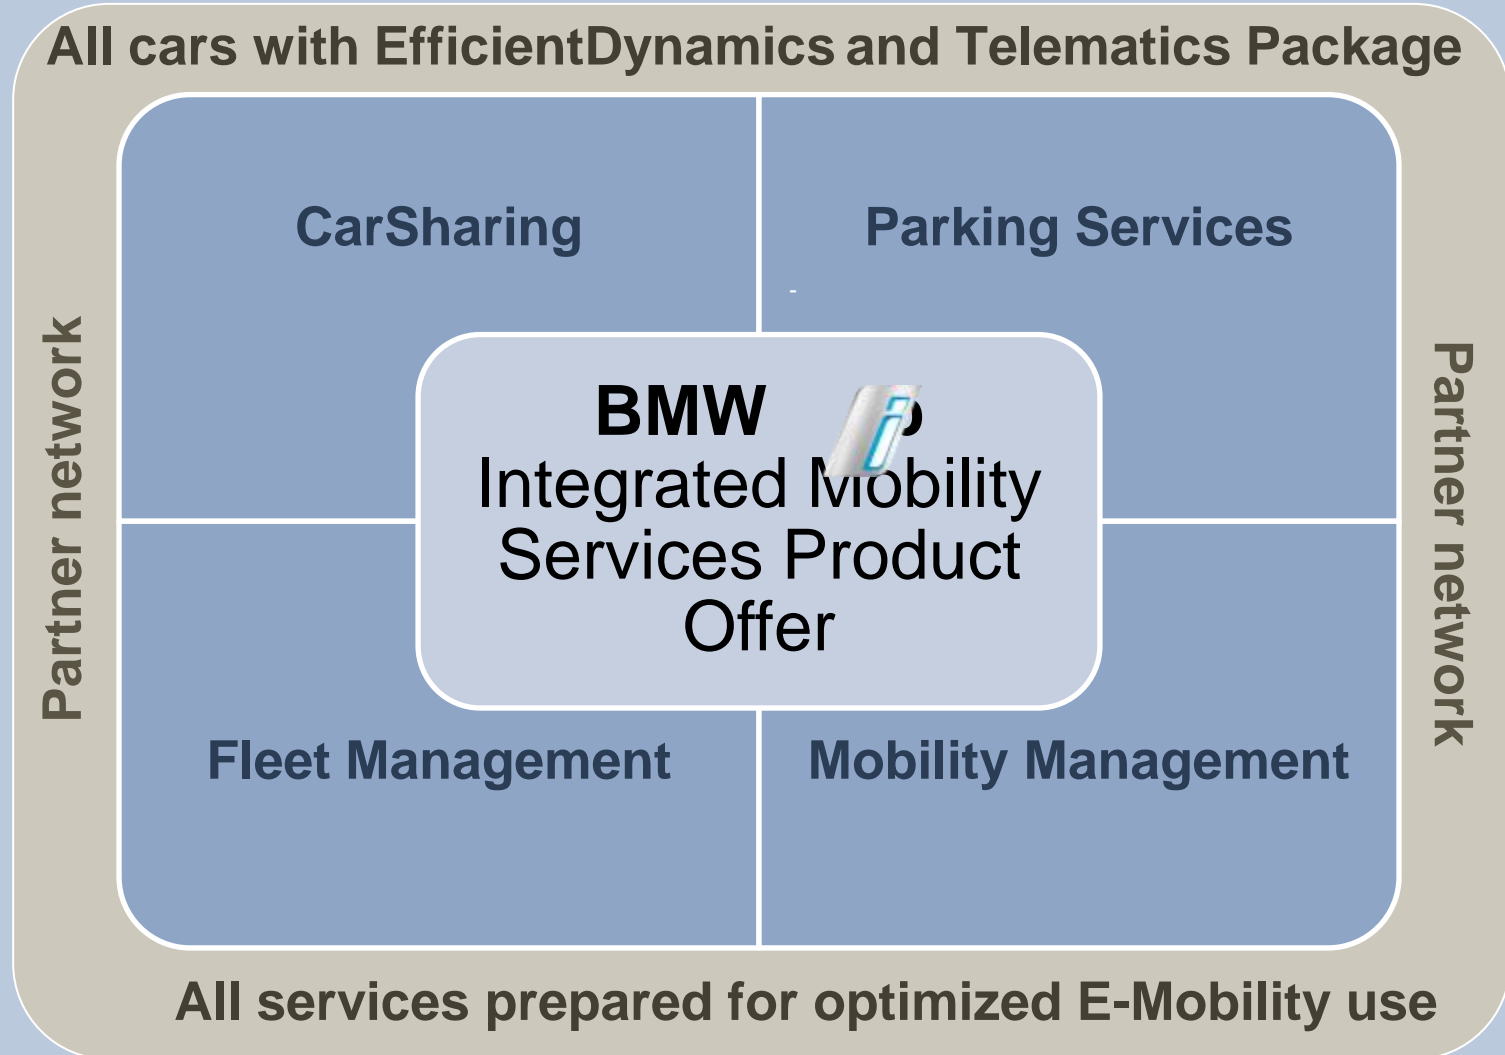 All cars with EfficientDynamics and Telematics Package
CarSharing
Parking Services
-
Partner network
BMW i
Integrated Mobility
Services Product
Offer
Partner network
Fleet Management
Mobility Management
All services prepared for optimized E-Mobility use